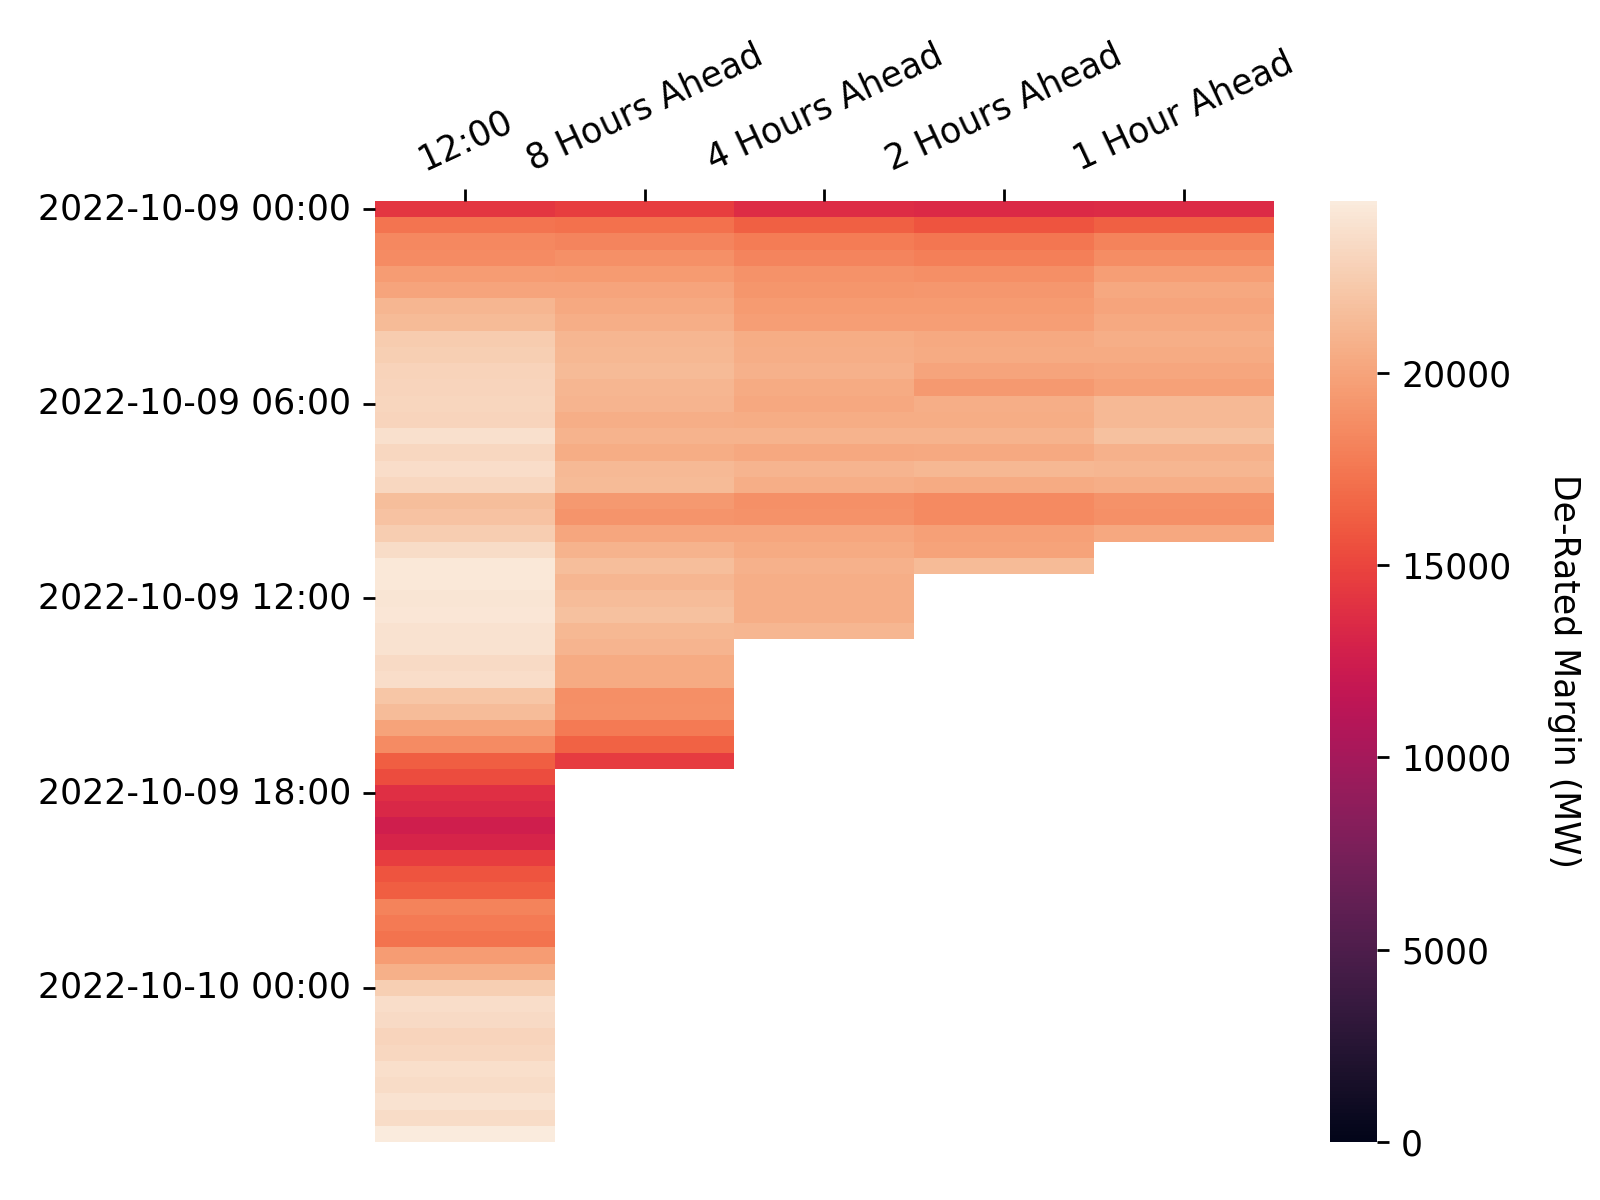 12:00
8 Hours Ahead
4 Hours Ahead
2 Hours Ahead
1 Hour Ahead
2022-10-09 00:00
2022-10-09 06:00
2022-10-09 12:00
2022-10-09 18:00
2022-10-10 00:00
20000
15000
10000
5000
0
De-Rated Margin (MW)